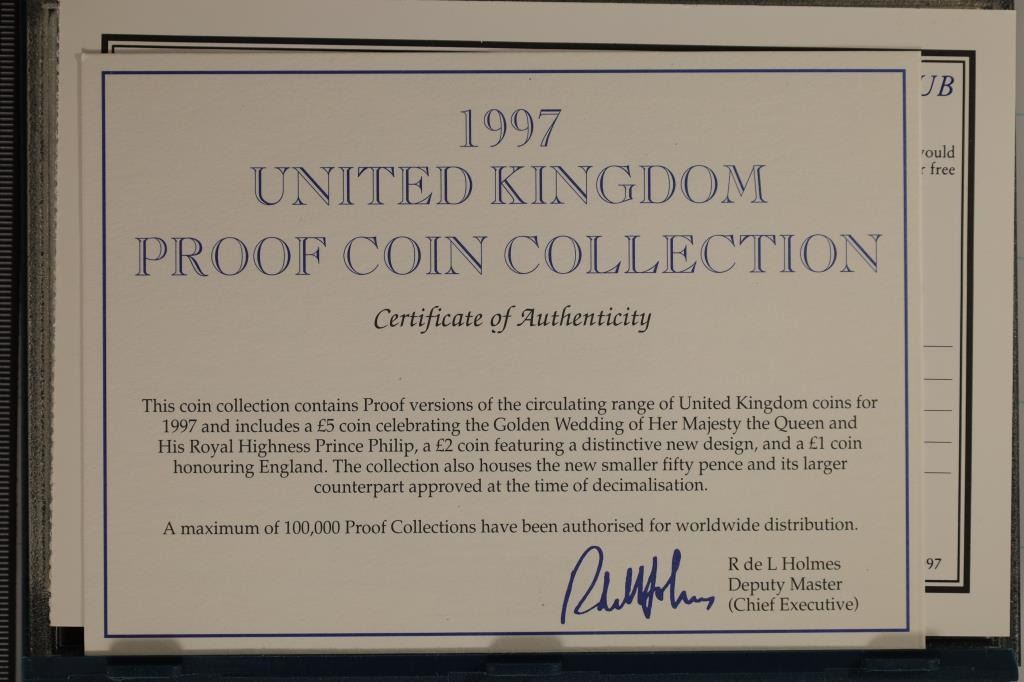 1997
UNITED KINGDOM
PROOF COIN COLLECTION
Certificate of Authenticity
This coin collection contains Proof versions of the circulating range of United Kingdom coins for
1997 and includes a £5 coin celebrating the Golden Wedding of Her Majesty the Queen and
His Royal Highness Prince Philip, a £2 coin featuring a distinctive new design, and a £1 coin
honouring England. The collection also houses the new smaller fifty pence and its larger
counterpart approved at the time of decimalisation.
A maximum of 100,000 Proof Collections have been authorised for worldwide distribution.
R de L Holmes
R de L Holmes
Deputy Master
(Chief Executive)
UB
ould
r free
97